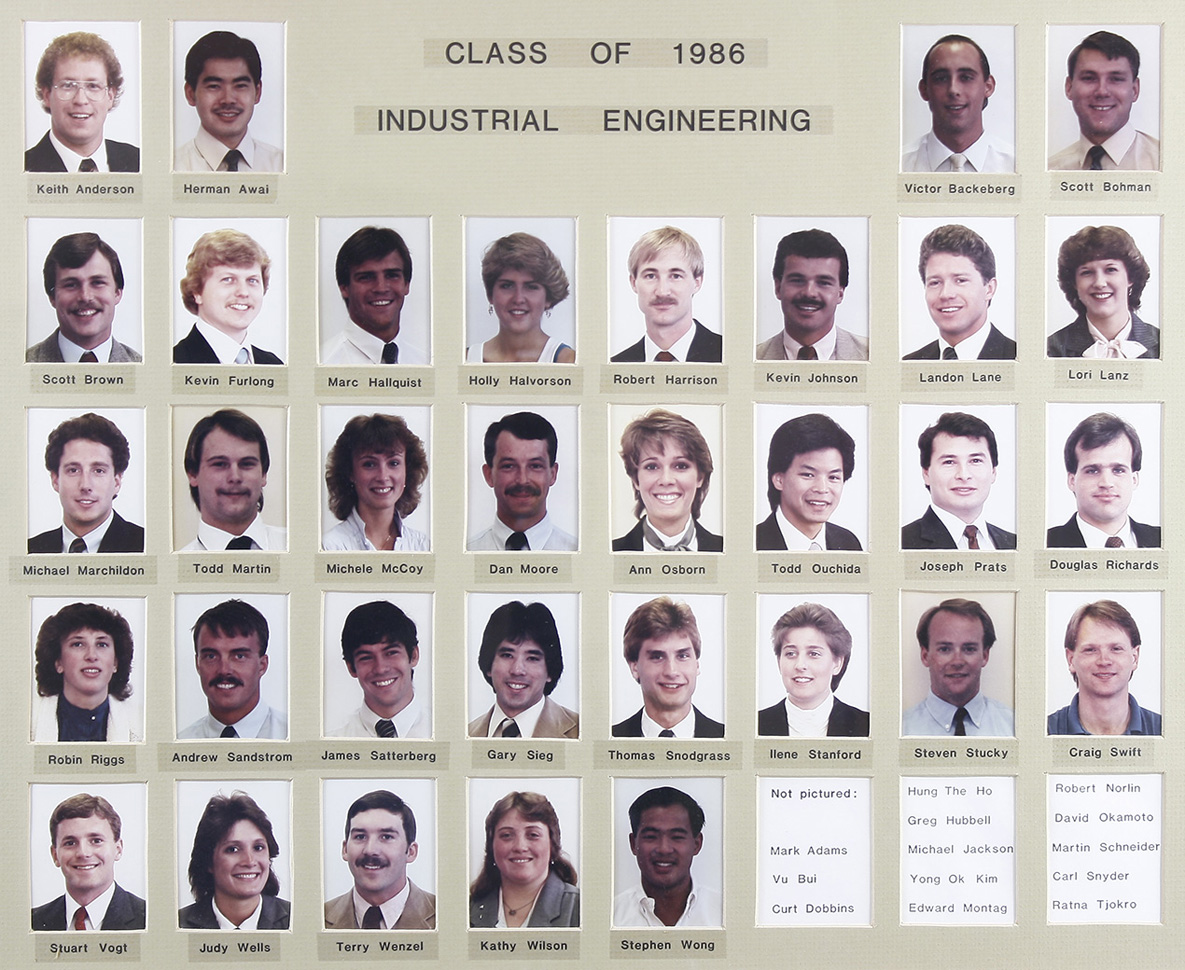 CLASS OF 1986
INDUSTRIAL ENGINEERING
Keith Anderson
Herman Awai
Victor Backeberg
Scott Bohman
Scott Brown
Kevin Furlong
Marc Hallquist
Holly Halvorson
Robert Harrison
Kevin Johnson
Landon Lane
Lori Lanz
Michael Marchildon
Todd Martin
Michele McCoy
Dan Moore
Ann Osborn
Todd Ouchida
Joseph Prats
Douglas Richards
Robin Riggs
Andrew Sandstrom
James Satterberg
Gary Sieg
Thomas Snodgrass
Ilene Stanford
Steven Stucky
Craig Swift
Stuart Vogt
Judy Wells
Terry Wenzel
Kathy Wilson
Stephen Wong
Not pictured:
Mark Adams
Vu Bui
Curt Dobbins
Hung The Ho
Greg Hubbell
Michael Jackson
Yong Ok Kim
Edward Montag
Robert Norlin
David Okamoto
Martin Schneider
Carl Snyder
Ratna Tjokro